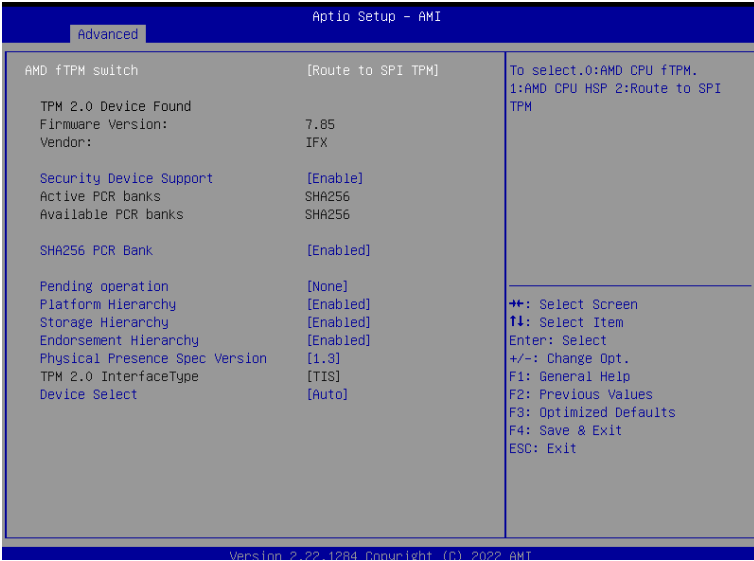 Aptio Setup – AMI
Advanced
AMD fTPM switch [Route to SPI TPM]
TPM 2.0 Device Found
Firmware Version: 7.85
Vendor: IFX
Security Device Support [Enable]
Active PCR banks SHA256
Available PCR banks SHA256
SHA256 PCR Bank [Enabled]
Pending operation [None]
Platform Hierarchy [Enabled]
Storage Hierarchy [Enabled]
Endorsement Hierarchy [Enabled]
Physical Presence Spec Version [1.3]
TPM 2.0 InterfaceType [TIS]
Device Select [Auto]
To select.0:AMD CPU fTPM.
1:AMD CPU HSP 2:Route to SPI
TPM
→←: Select Screen
↑↓: Select Item
Enter: Select
+/-: Change Opt.
F1: General Help
F2: Previous Values
F3: Optimized Defaults
F4: Save & Exit
ESC: Exit
Version 2.22.1284 Copyright (C) 2022 AMI